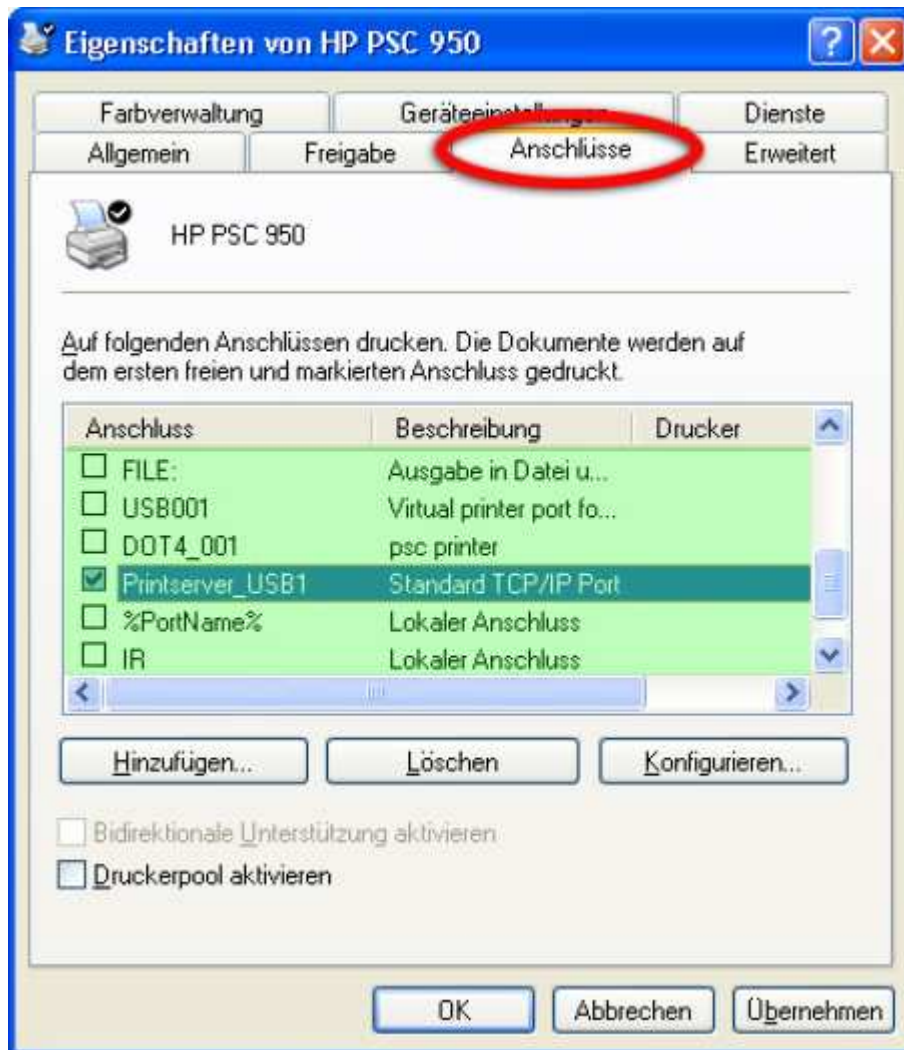 Eigenschaften von HP PSC 950
Farbverwaltung Geräteeinstellungen Dienste
Allgemein Freigabe Anschlüsse Erweitert
HP PSC 950
Auf folgenden Anschlüssen drucken. Die Dokumente werden auf
dem ersten freien und markierten Anschluss gedruckt.
Anschluss Beschreibung Drucker
FILE: Ausgabe in Datei u...
USB001 Virtual printer port fo...
DOT4_001 psc printer
Printserver_USB1 Standard TCP/IP Port
%PortName% Lokaler Anschluss
IR Lokaler Anschluss
Hinzufügen... Löschen Konfigurieren...
Bidirektionale Unterstützung aktivieren
Druckerpool aktivieren
OK Abbrechen Übernehmen